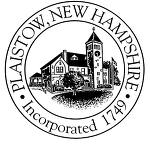 PLAISTOW, NEW HAMPSHIRE
• Incorporated 1749 •